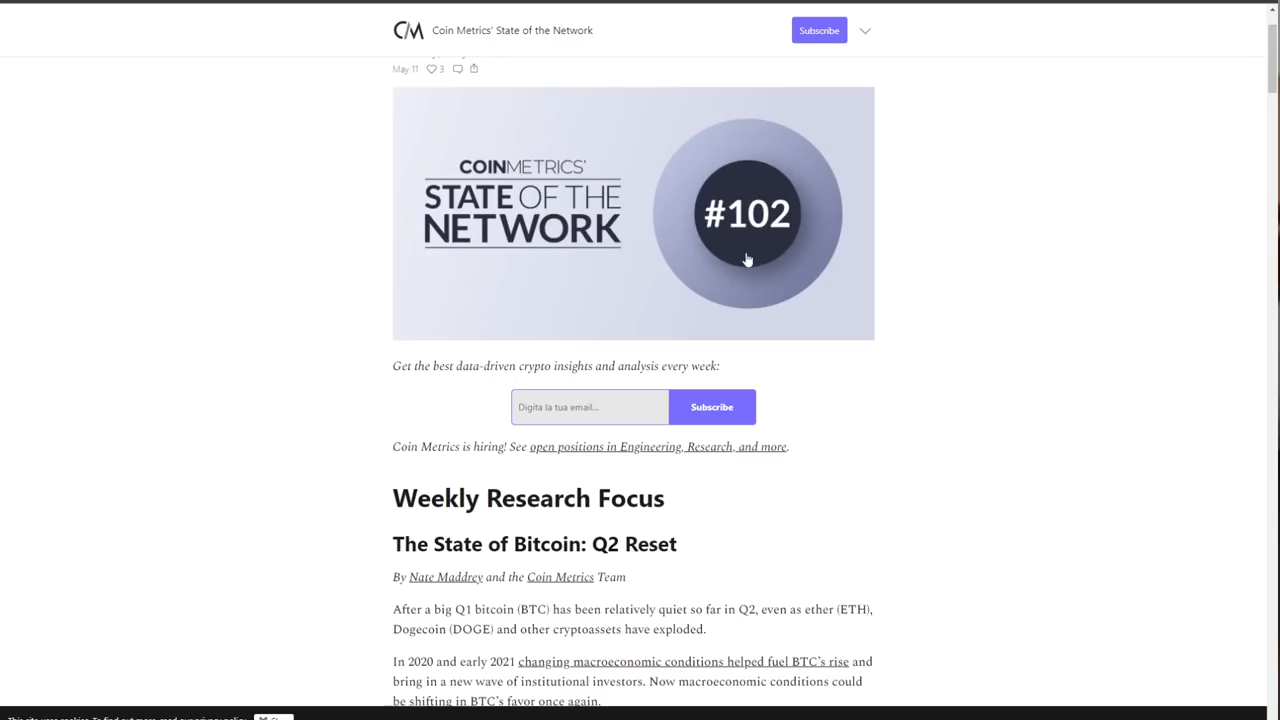 CM Coin Metrics' State of the Network
Subscribe
May 11 3
COINMETRICS'
STATE OF THE
NETWORK
#102
Get the best data-driven crypto insights and analysis every week:
Digita la tua email...
Subscribe
Coin Metrics is hiring! See open positions in Engineering, Research, and more.
Weekly Research Focus
The State of Bitcoin: Q2 Reset
By Nate Maddrey and the Coin Metrics Team
After a big Q1 bitcoin (BTC) has been relatively quiet so far in Q2, even as ether (ETH),
Dogecoin (DOGE) and other cryptoassets have exploded.
In 2020 and early 2021 changing macroeconomic conditions helped fuel BTC's rise and
bring in a new wave of institutional investors. Now macroeconomic conditions could
be shifting in BTC's favor once again.